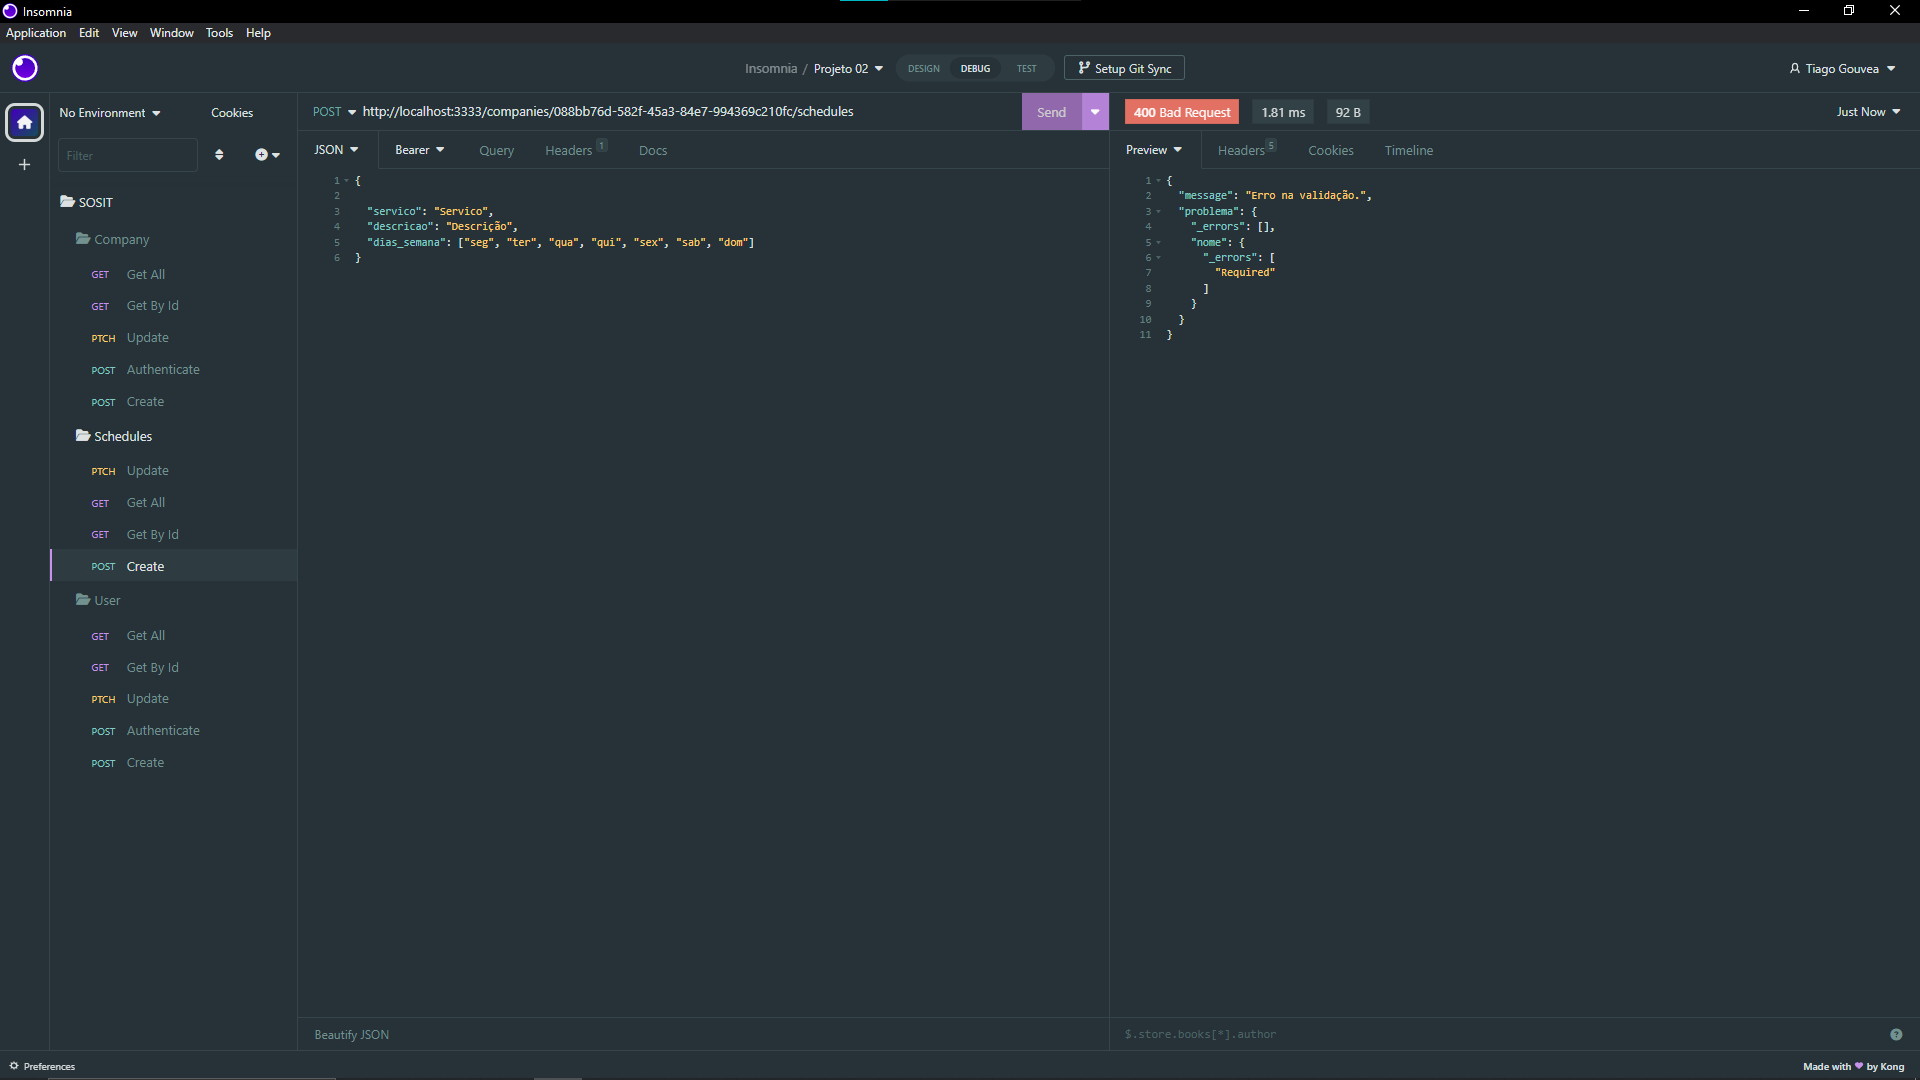 Insomnia
Application Edit View Window Tools Help
Insomnia / Projeto 02 DESIGN DEBUG TEST Setup Git Sync Tiago Gouvea
No Environment Cookies
Filter
SOSIT
Company
GET Get All
GET Get By Id
PTCH Update
POST Authenticate
POST Create
Schedules
PTCH Update
GET Get All
GET Get By Id
POST Create
User
GET Get All
GET Get By Id
PTCH Update
POST Authenticate
POST Create
POST http://localhost:3333/companies/088bb76d-582f-45a3-84e7-994369c210fc/schedules Send
JSON Bearer Query Headers 1 Docs
1 {
2
3 "servico": "Servico",
4 "descricao": "Descrição",
5 "dias_semana": ["seg", "ter", "qua", "qui", "sex", "sab", "dom"]
6 }
Beautify JSON
400 Bad Request 1.81 ms 92 B Just Now
Preview Headers 5 Cookies Timeline
1 {
2 "message": "Erro na validação.",
3 "problema": {
4 "_errors": [],
5 "nome": {
6 "_errors": [
7 "Required"
8 ]
9 }
10 }
11 }
$.store.books[*].author
Preferences
Made with ♥ by Kong